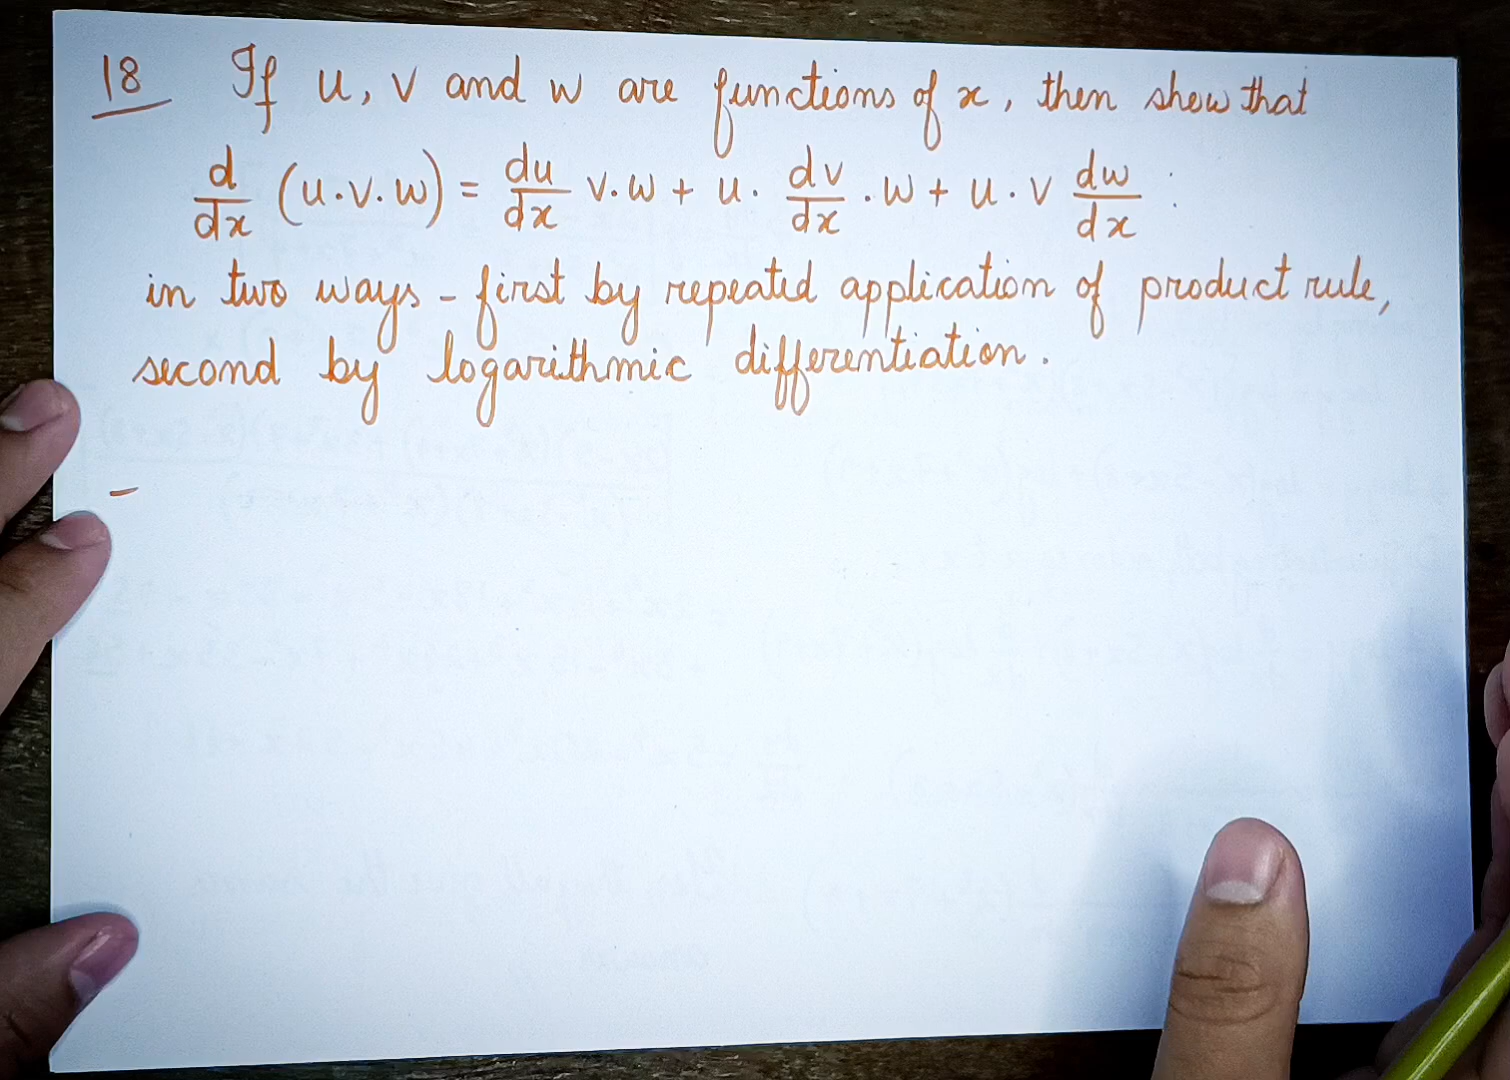 18 If u, v and w are functions of x, then show that
d/dx (u·v·w) = du/dx v·w + u· dv/dx ·w + u·v dw/dx :
in two ways - first by repeated application of product rule,
second by logarithmic differentiation.
-